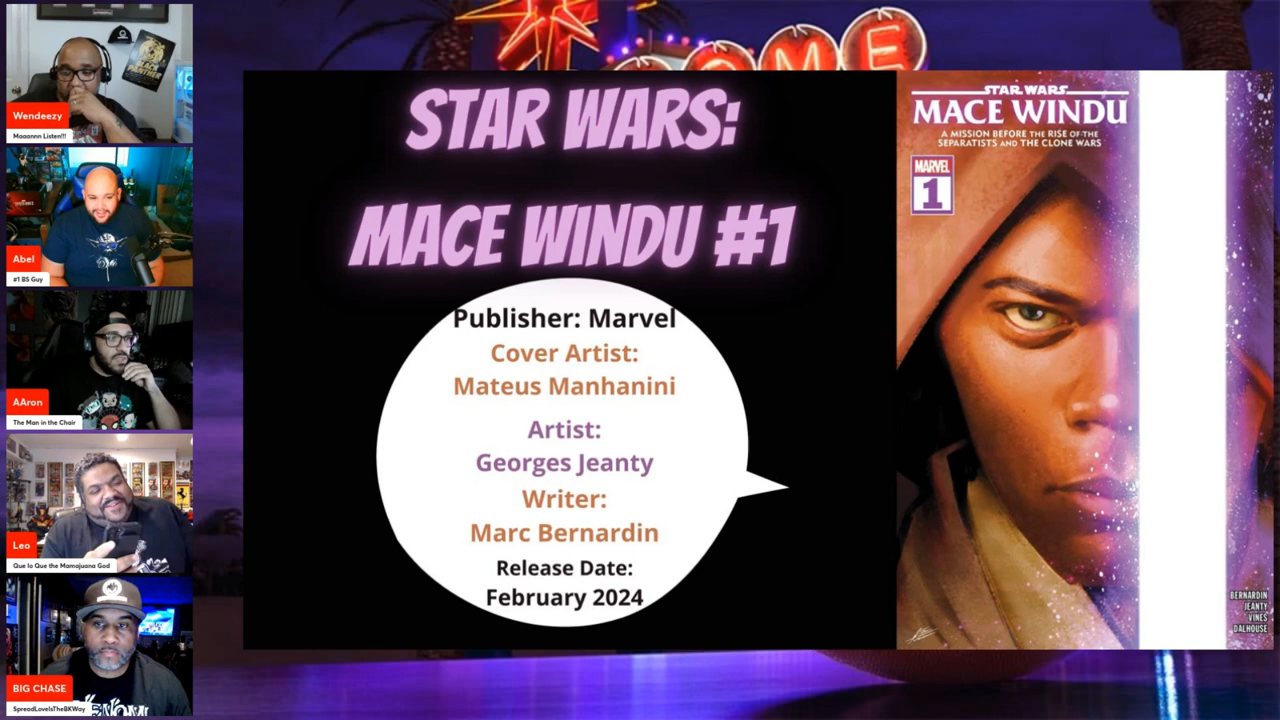 Wendeezy
Maaannn Listen!!!
Abel
#1 BS Guy
AAron
The Man in the Chair
Leo
Que lo Que the Mamajuana God
BIG CHASE
SpreadLoveIsTheBKWay
BLACK
PANTHER
OME
STAR WARS:
MACE WINDU #1
Publisher: Marvel
Cover Artist:
Mateus Manhanini
Artist:
Georges Jeanty
Writer:
Marc Bernardin
Release Date:
February 2024
STAR WARS
MACE WINDU
A MISSION BEFORE THE RISE OF THE
SEPARATISTS AND THE CLONE WARS
MARVEL
1
BERNARDIN
JEANTY
VINES
DALHOUSE